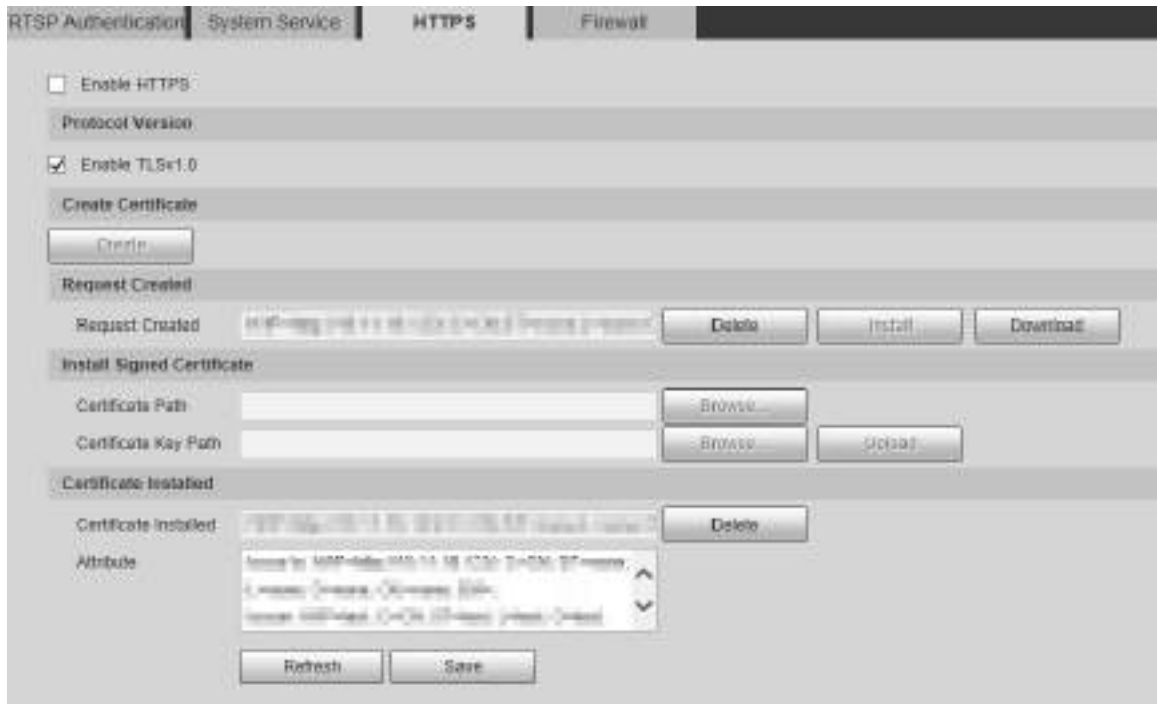 RTSP Authentication System Service HTTPS Firewall
Enable HTTPS
Protocol Version
Enable TLSv1.0
Create Certificate
Create
Request Created
Request Created Delete Install Download
Install Signed Certificate
Certificate Path Browse...
Certificate Key Path Browse... Upload
Certificate Installed
Certificate Installed Delete
Attribute
Refresh Save